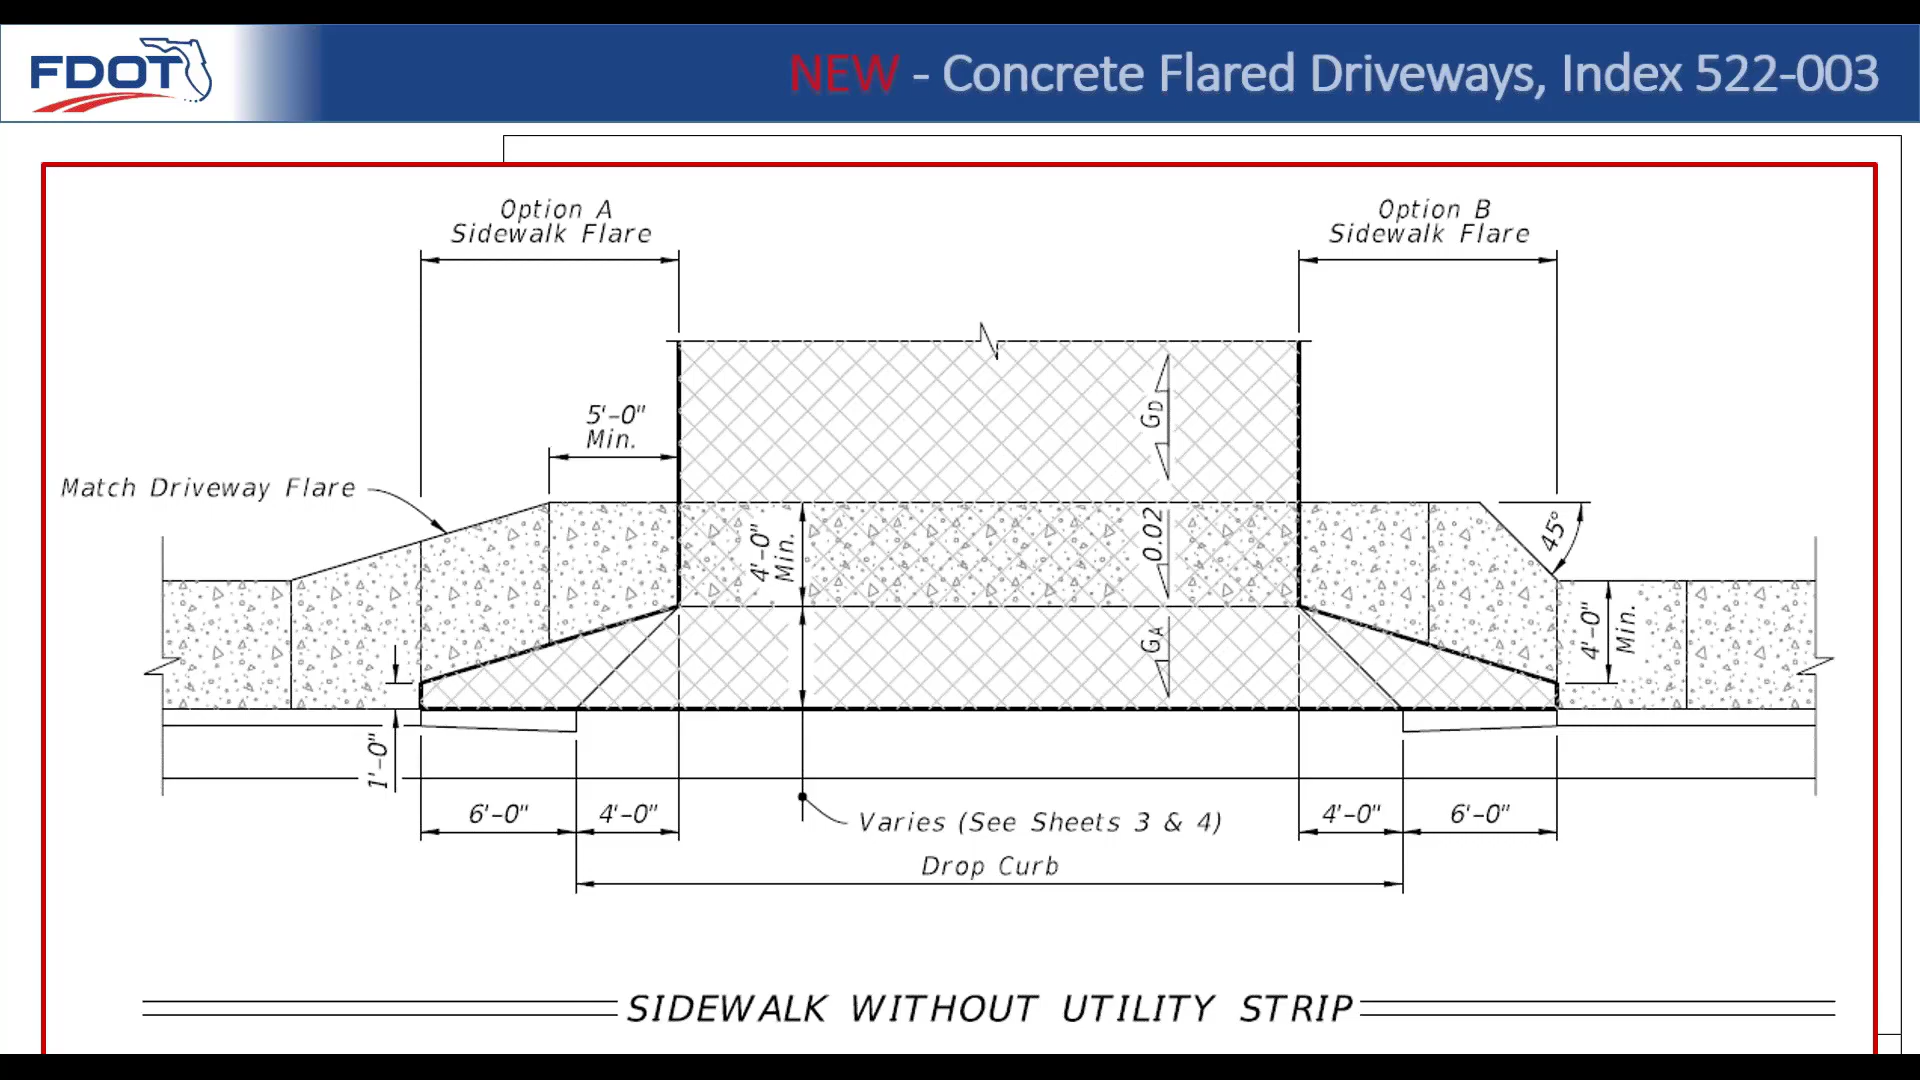 FDOT
NEW - Concrete Flared Driveways, Index 522-003
Option A
Sidewalk Flare
Option B
Sidewalk Flare
5'-0"
Min.
GD
Match Driveway Flare
4'-0"
Min.
0.02
45°
GA
4'-0"
Min.
1'-0"
6'-0"
4'-0"
Varies (See Sheets 3 & 4)
4'-0"
6'-0"
Drop Curb
SIDEWALK WITHOUT UTILITY STRIP